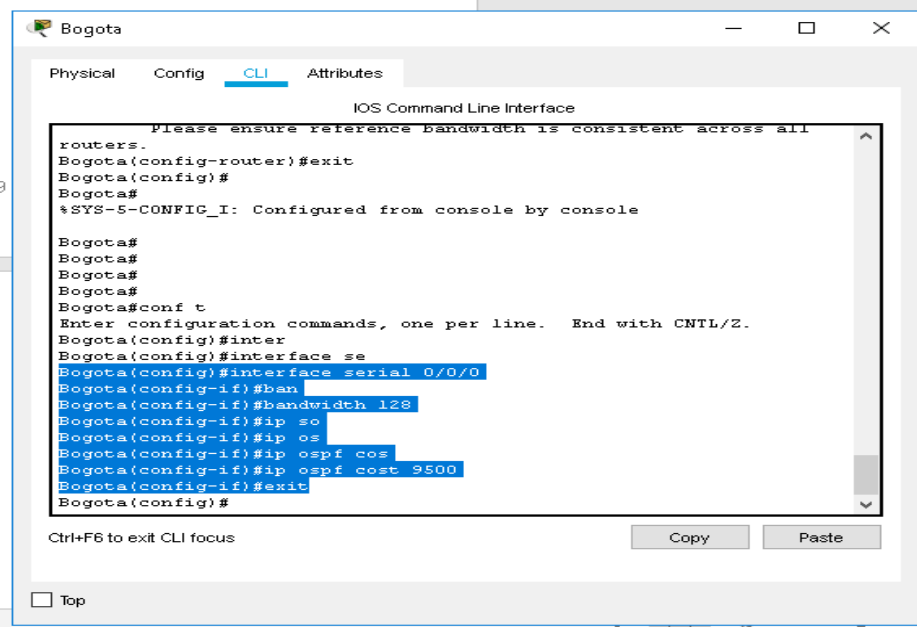 Bogota
Physical Config CLI Attributes
IOS Command Line Interface
Please ensure reference bandwidth is consistent across all
routers.
Bogota(config-router)#exit
Bogota(config)#
Bogota#
%SYS-5-CONFIG_I: Configured from console by console
Bogota#
Bogota#
Bogota#
Bogota#
Bogota#conf t
Enter configuration commands, one per line. End with CNTL/Z.
Bogota(config)#inter
Bogota(config)#interface se
Bogota(config)#interface serial 0/0/0
Bogota(config-if)#ban
Bogota(config-if)#bandwidth 128
Bogota(config-if)#ip so
Bogota(config-if)#ip os
Bogota(config-if)#ip ospf cos
Bogota(config-if)#ip ospf cost 9500
Bogota(config-if)#exit
Bogota(config)#
Ctrl+F6 to exit CLI focus
Copy Paste
Top